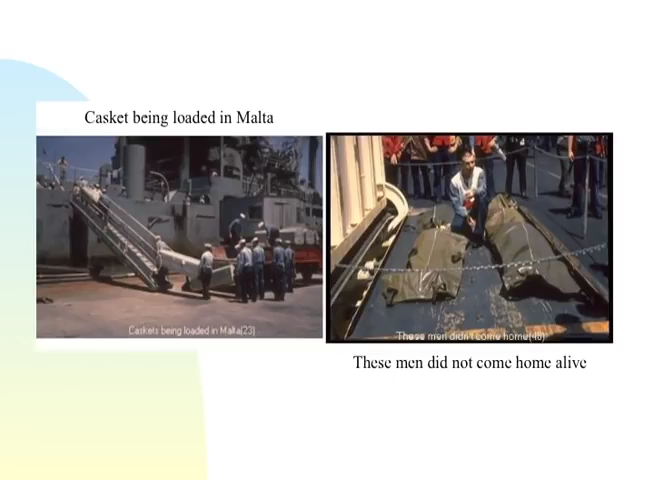 Casket being loaded in Malta
Caskets being loaded in Malta(23)
These men didn't come home(48)
These men did not come home alive